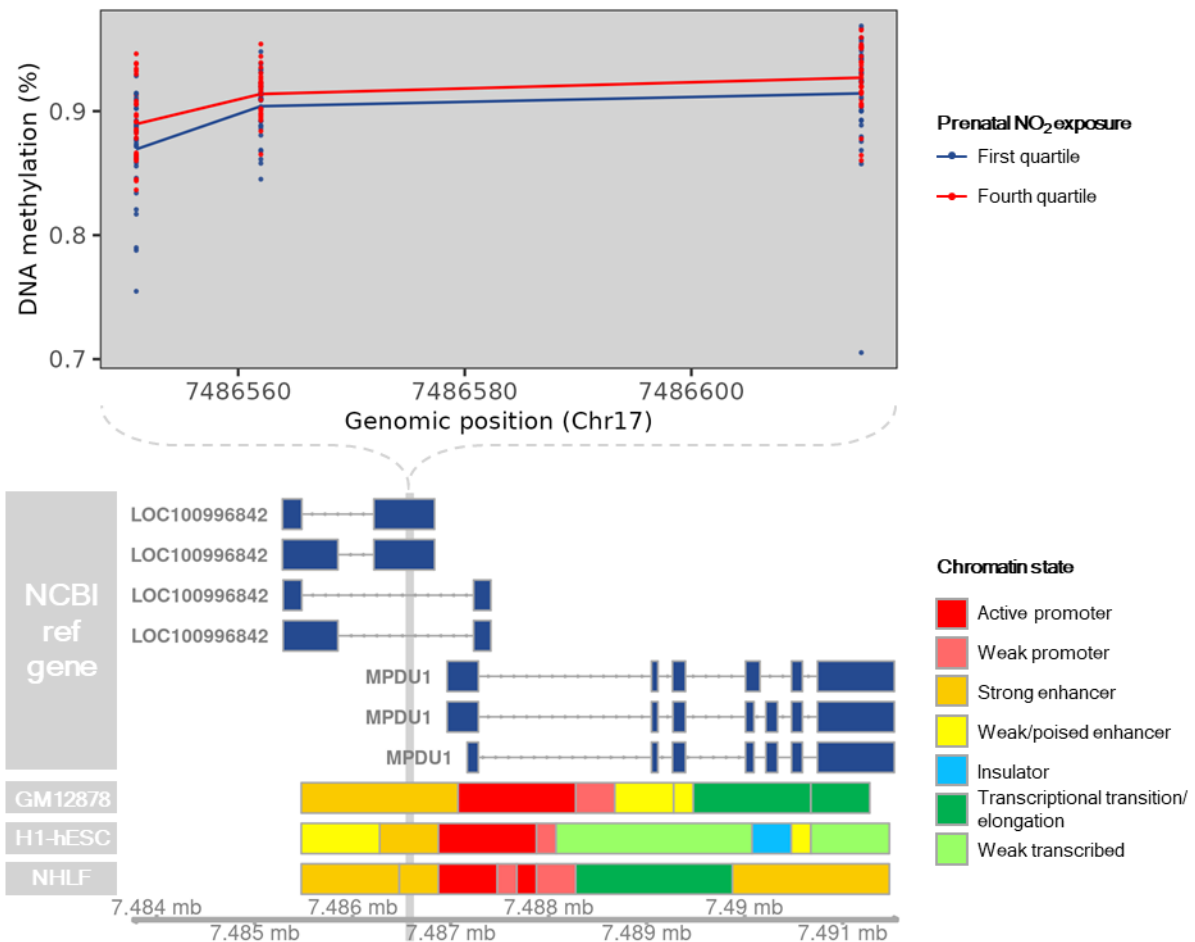 DNA methylation (%)
0.9
0.8
0.7
7486560
7486580
7486600
Genomic position (Chr17)
Prenatal NO₂ exposure
First quartile
Fourth quartile
NCBI
ref
gene
LOC100996842
LOC100996842
LOC100996842
LOC100996842
MPDU1
MPDU1
MPDU1
GM12878
H1-hESC
NHLF
7.484 mb
7.486 mb
7.488 mb
7.49 mb
7.485 mb
7.487 mb
7.489 mb
7.491 mb
Chromatin state
Active promoter
Weak promoter
Strong enhancer
Weak/poised enhancer
Insulator
Transcriptional transition/
elongation
Weak transcribed